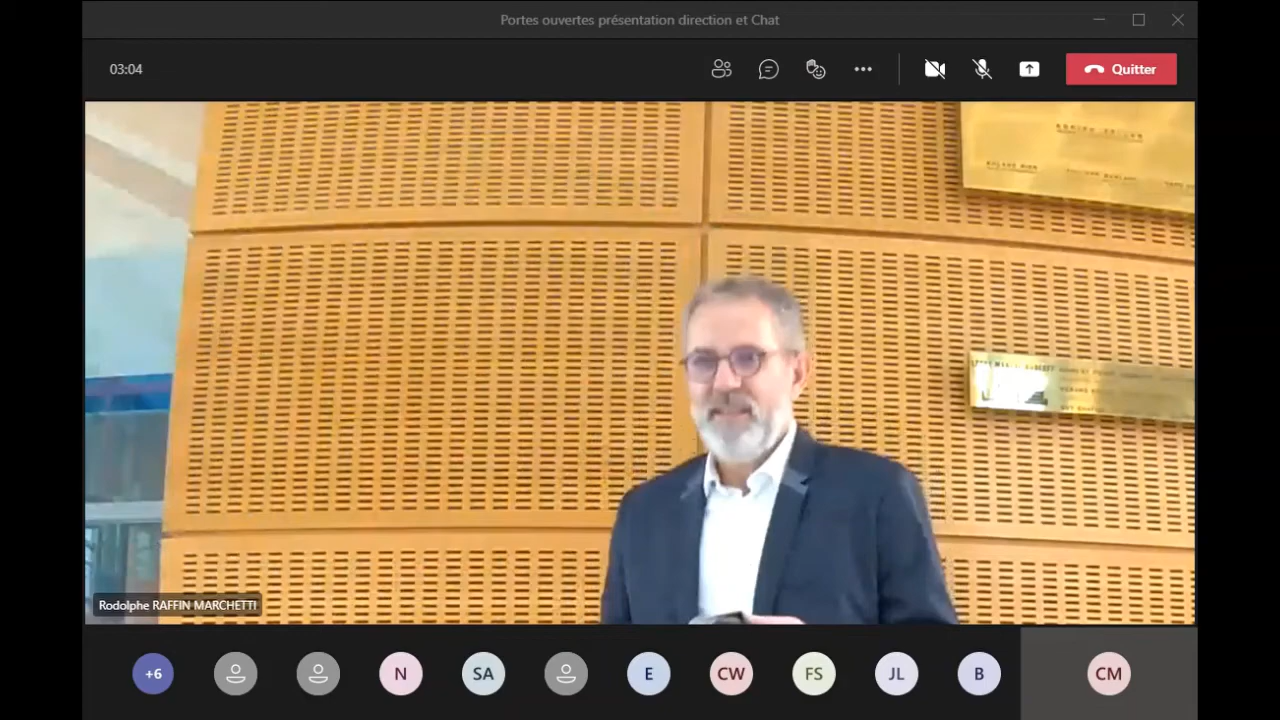 Portes ouvertes présentation direction et Chat
03:04
Quitter
Rodolphe RAFFIN MARCHETTI
+6
N
SA
E
CW
FS
JL
B
CM